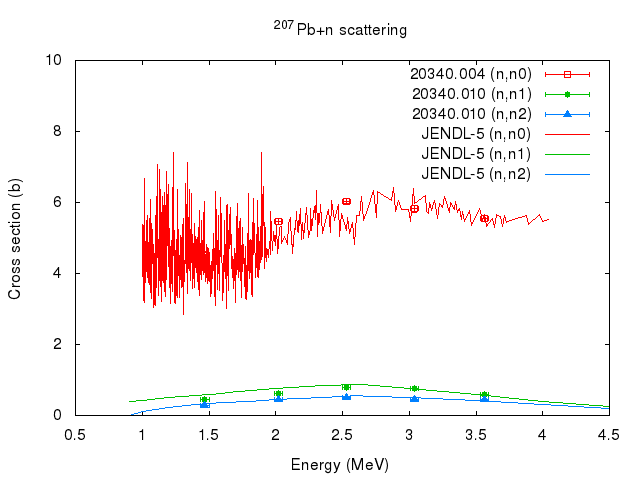 207Pb+n scattering
10
8
6
4
2
0
Cross section (b)
20340.004 (n,n0)
20340.010 (n,n1)
20340.010 (n,n2)
JENDL-5 (n,n0)
JENDL-5 (n,n1)
JENDL-5 (n,n2)
0.5 1 1.5 2 2.5 3 3.5 4 4.5
Energy (MeV)